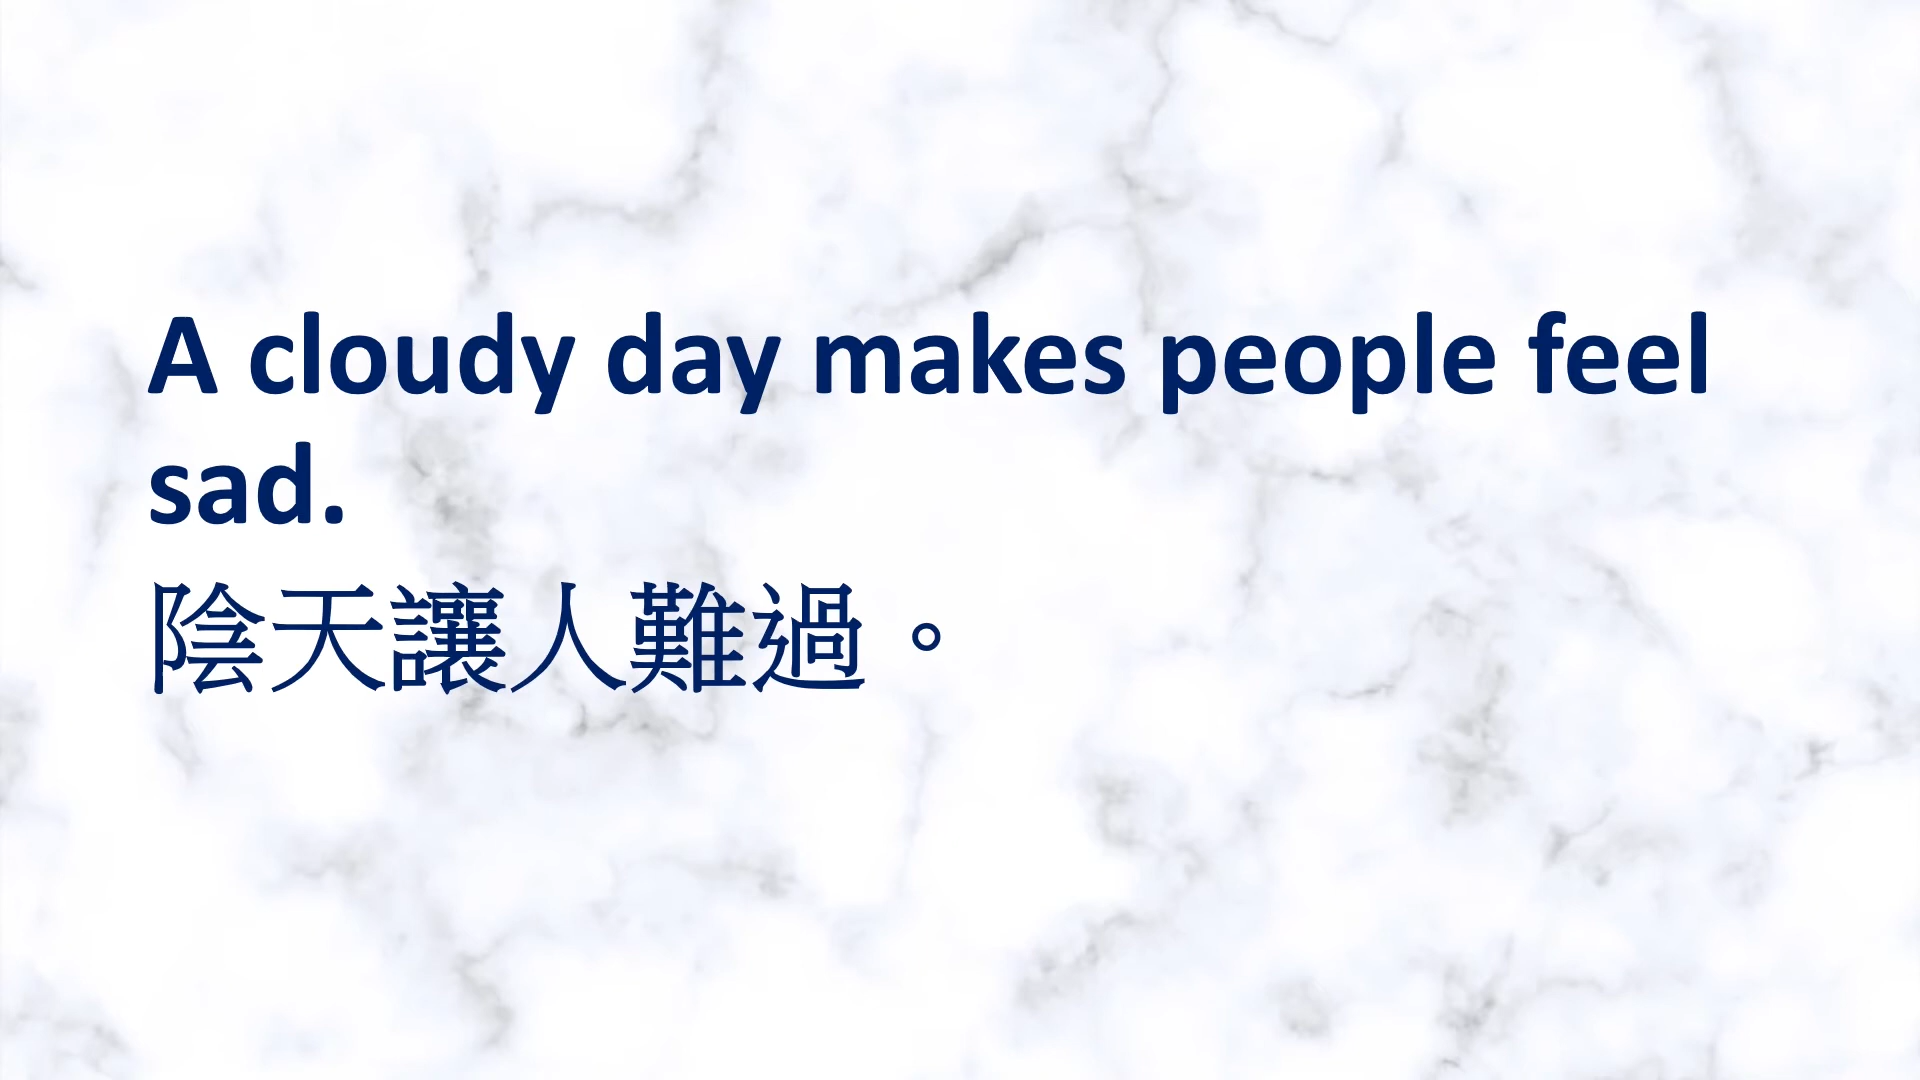 A cloudy day makes people feel
sad.
陰天讓人難過。